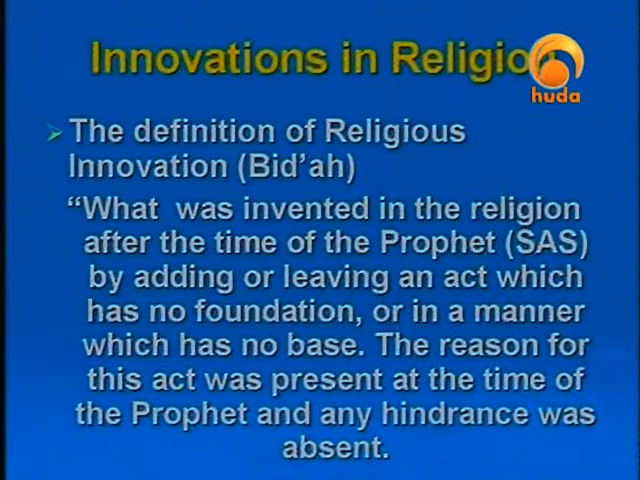 Innovations in Religion
huda
The definition of Religious
Innovation (Bid'ah)
“What was invented in the religion
after the time of the Prophet (SAS)
by adding or leaving an act which
has no foundation, or in a manner
which has no base. The reason for
this act was present at the time of
the Prophet and any hindrance was
absent.